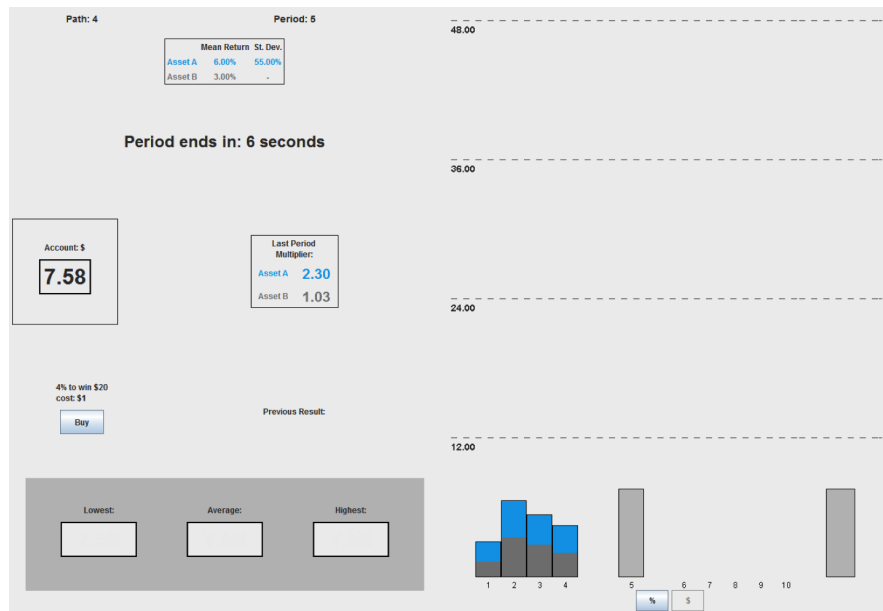 Path: 4
Period: 5
Mean Return St. Dev.
Asset A 6.00% 55.00%
Asset B 3.00% -
Period ends in: 6 seconds
Account: $
7.58
Last Period
Multiplier:
Asset A 2.30
Asset B 1.03
4% to win $20
cost: $1
Buy
Previous Result:
Lowest:
Average:
Highest:
48.00
36.00
24.00
12.00
1 2 3 4 5 6 7 8 9 10
% $